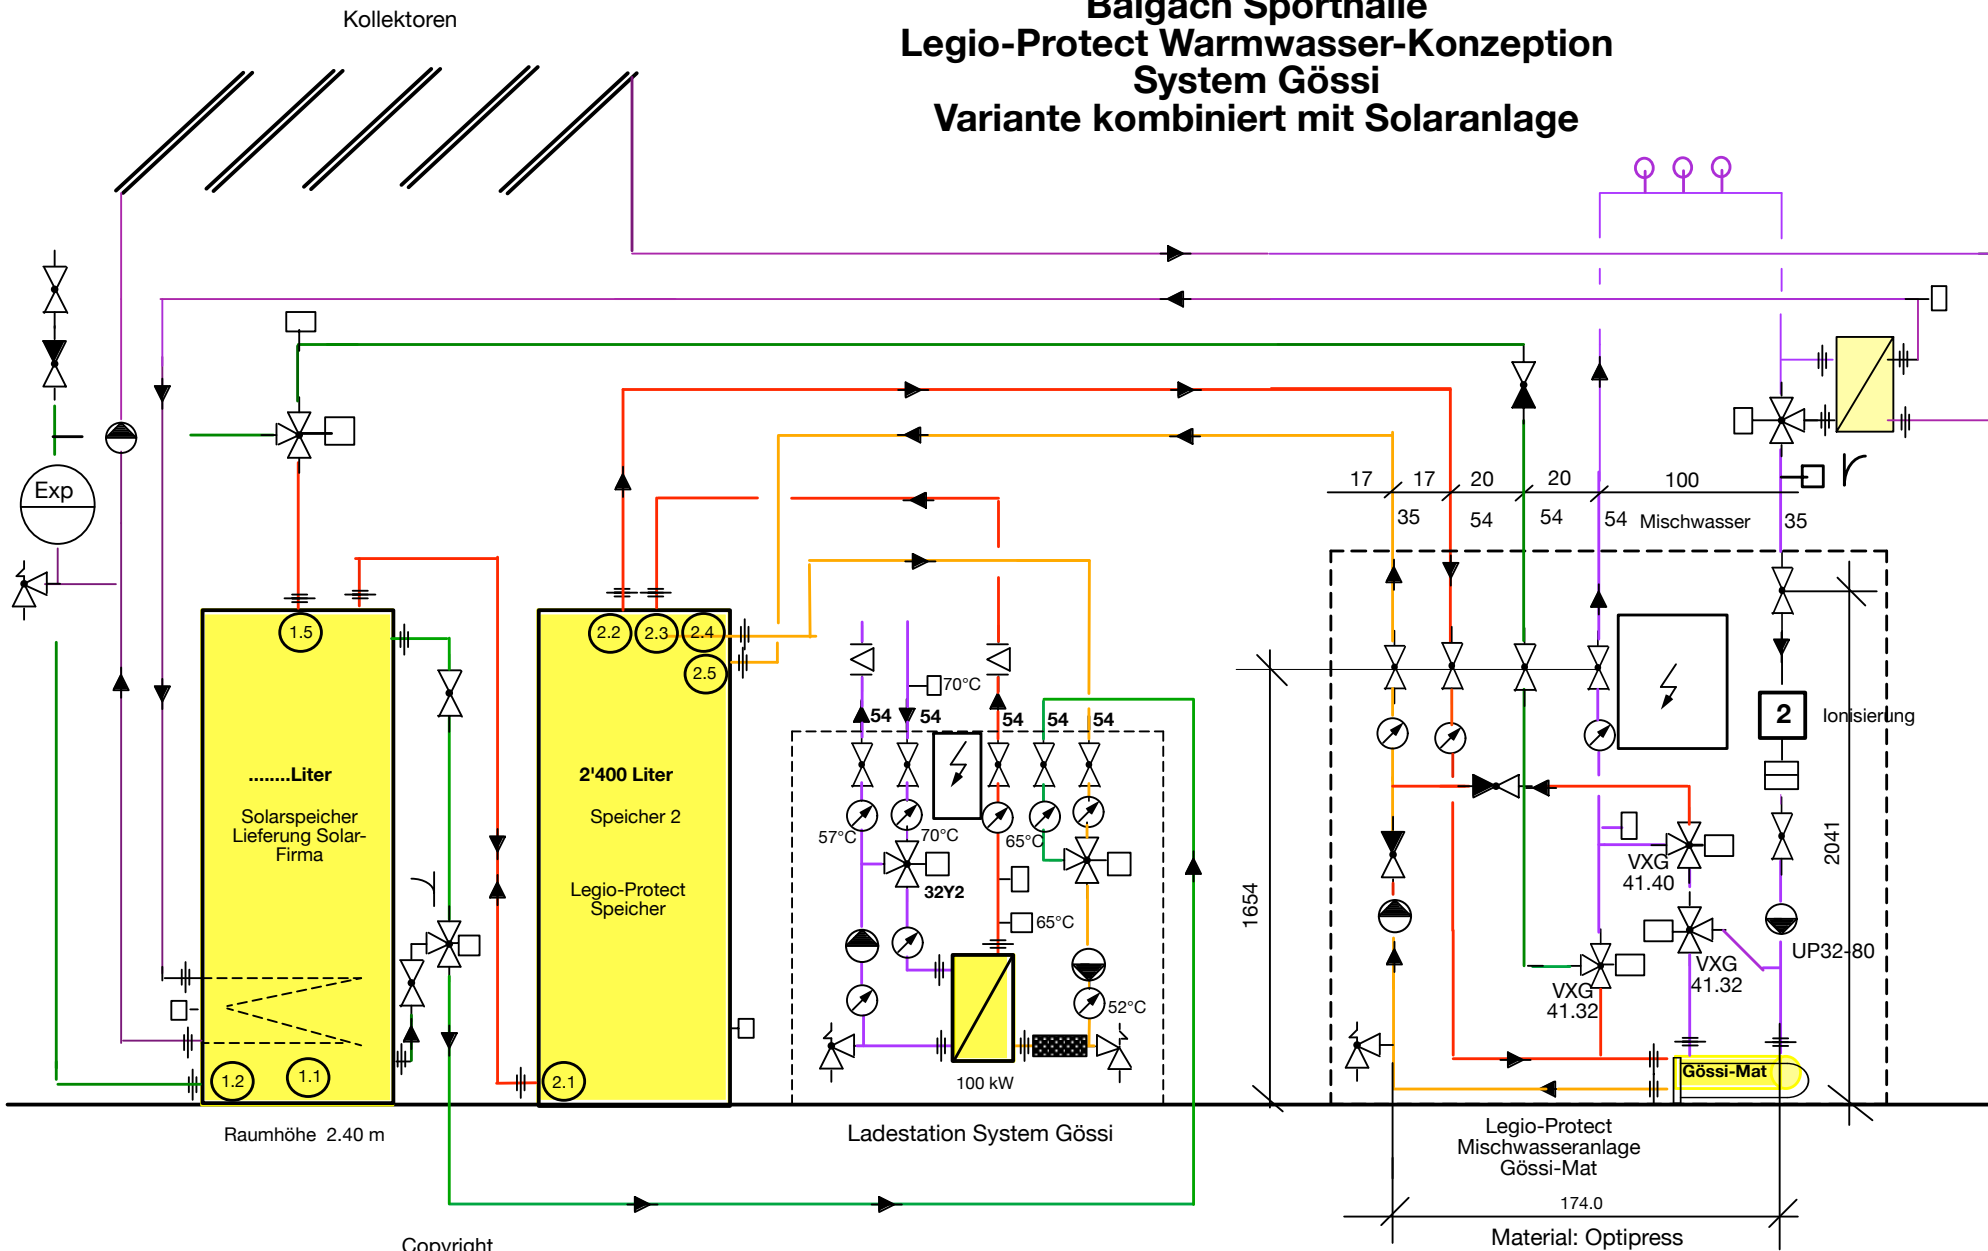 Kollektoren
Balgach Sporthalle
Legio-Protect Warmwasser-Konzeption
System Gössi
Variante kombiniert mit Solaranlage
Exp
17
17
20
20
100
35
54
54
54
Mischwasser
35
1.5
2.2
2.3
2.4
2.5
70°C
54
54
54
54
54
2
Ionisierung
........Liter
Solarspeicher
Lieferung Solar-
Firma
2'400 Liter
Speicher 2
Legio-Protect
Speicher
57°C
70°C
65°C
32Y2
65°C
52°C
100 kW
VXG
41.40
VXG
41.32
VXG
41.32
UP32-80
2041
1654
1.2
1.1
2.1
Gössi-Mat
Raumhöhe 2.40 m
Ladestation System Gössi
Legio-Protect
Mischwasseranlage
Gössi-Mat
174.0
Material: Optipress
Copyright